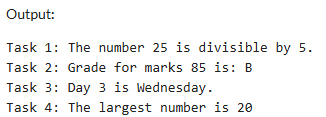 Output:
Task 1: The number 25 is divisible by 5.
Task 2: Grade for marks 85 is: B
Task 3: Day 3 is Wednesday.
Task 4: The largest number is 20